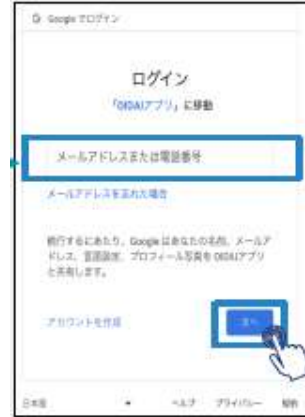 Google でログイン
ログイン
「OIDAIアプリ」に移動
メールアドレスまたは電話番号
メールアドレスを忘れた場合
続行するにあたり、Google はあなたの名前、メールア
ドレス、言語設定、プロフィール写真を OIDAIアプリ
と共有します。
アカウントを作成
次へ
日本語 ヘルプ プライバシー 規約